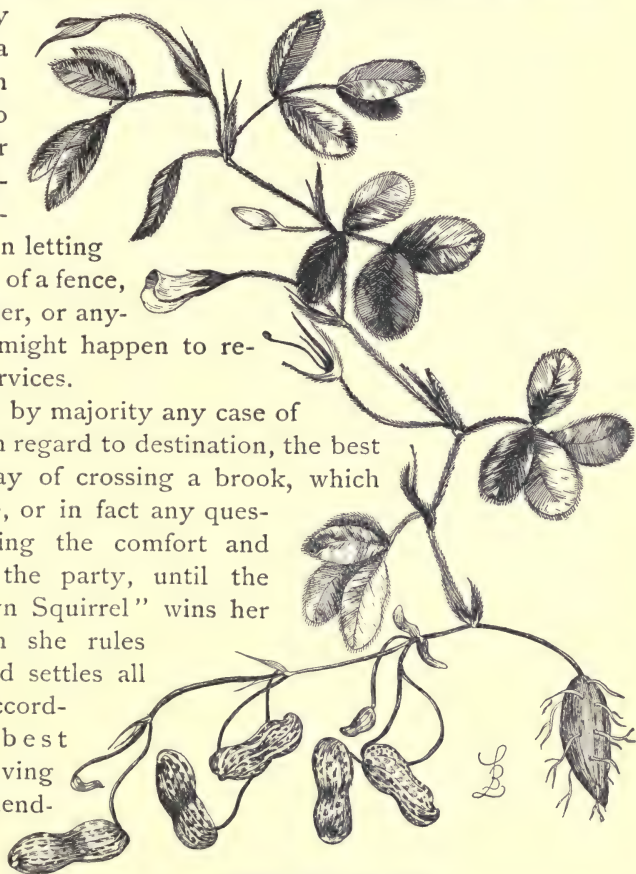 y
a
n
o
r
-
-
n letting
of a fence,
er, or any-
might happen to re-
rvices.
by majority any case of
n regard to destination, the best
ay of crossing a brook, which
, or in fact any ques-
ing the comfort and
the party, until the
n Squirrel" wins her
n she rules
d settles all
ccord-
best
ving
end-